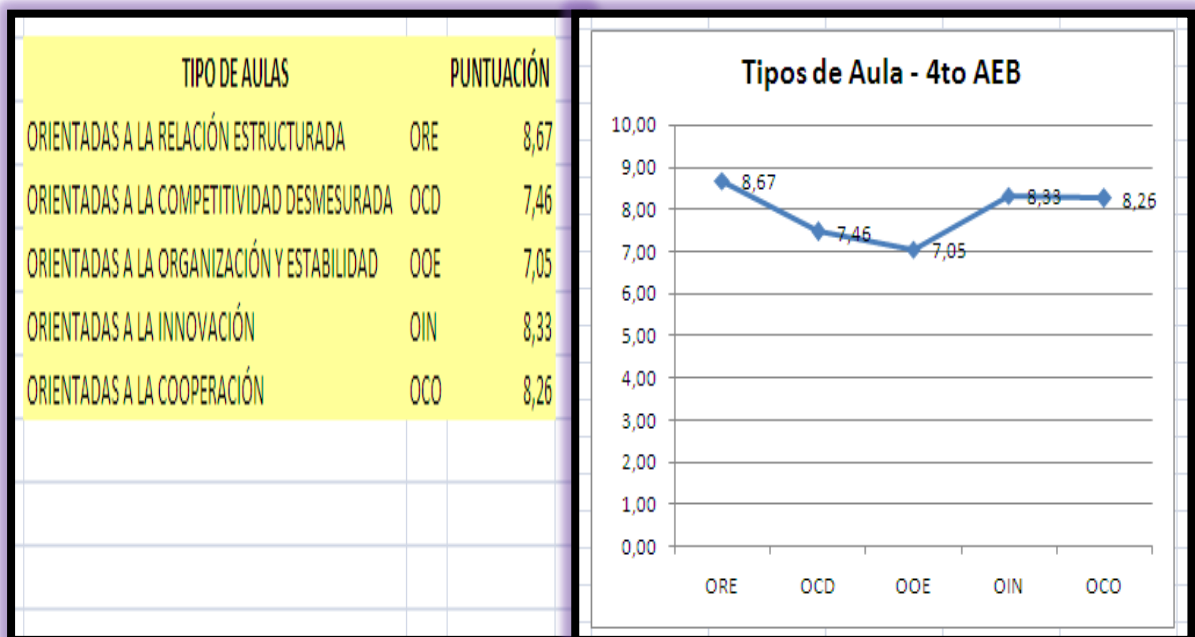 TIPO DE AULAS PUNTUACIÓN
ORIENTADAS A LA RELACIÓN ESTRUCTURADA ORE 8,67
ORIENTADAS A LA COMPETITIVIDAD DESMESURADA OCD 7,46
ORIENTADAS A LA ORGANIZACIÓN Y ESTABILIDAD OOE 7,05
ORIENTADAS A LA INNOVACIÓN OIN 8,33
ORIENTADAS A LA COOPERACIÓN OCO 8,26
Tipos de Aula - 4to AEB
10,00
9,00
8,00
7,00
6,00
5,00
4,00
3,00
2,00
1,00
0,00
8,67
7,46
7,05
8,33
8,26
ORE OCD OOE OIN OCO